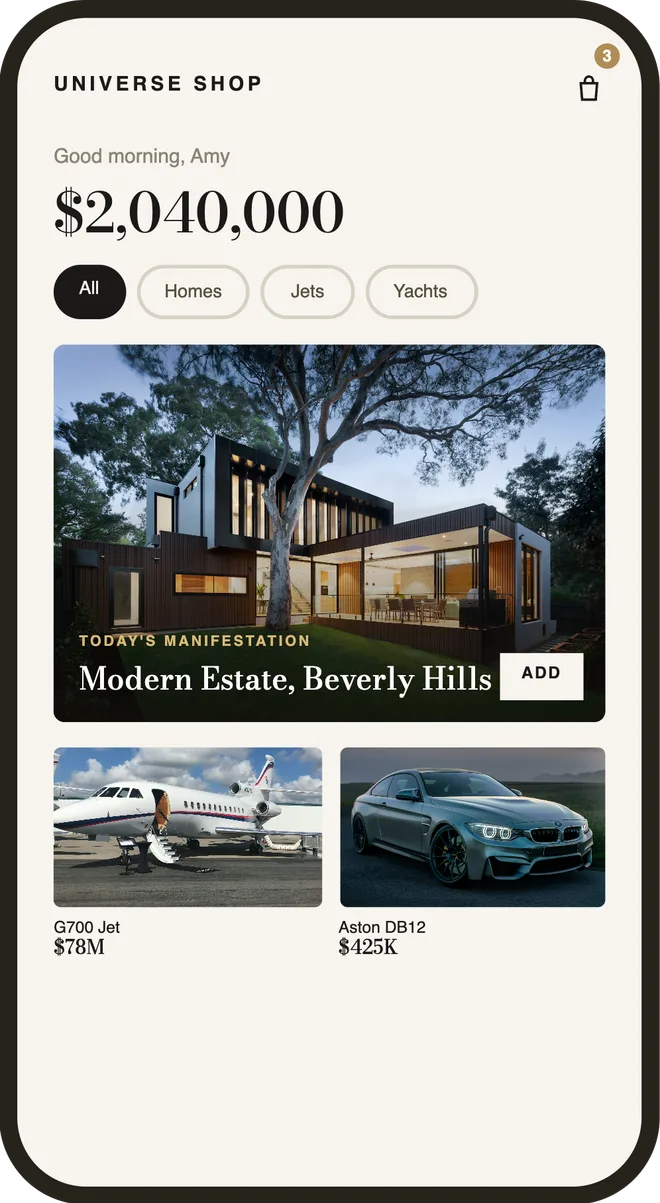 3
UNIVERSE SHOP
Good morning, Amy
$2,040,000
All Homes Jets Yachts
TODAY'S MANIFESTATION
Modern Estate, Beverly Hills ADD
G700 Jet Aston DB12
$78M $425K